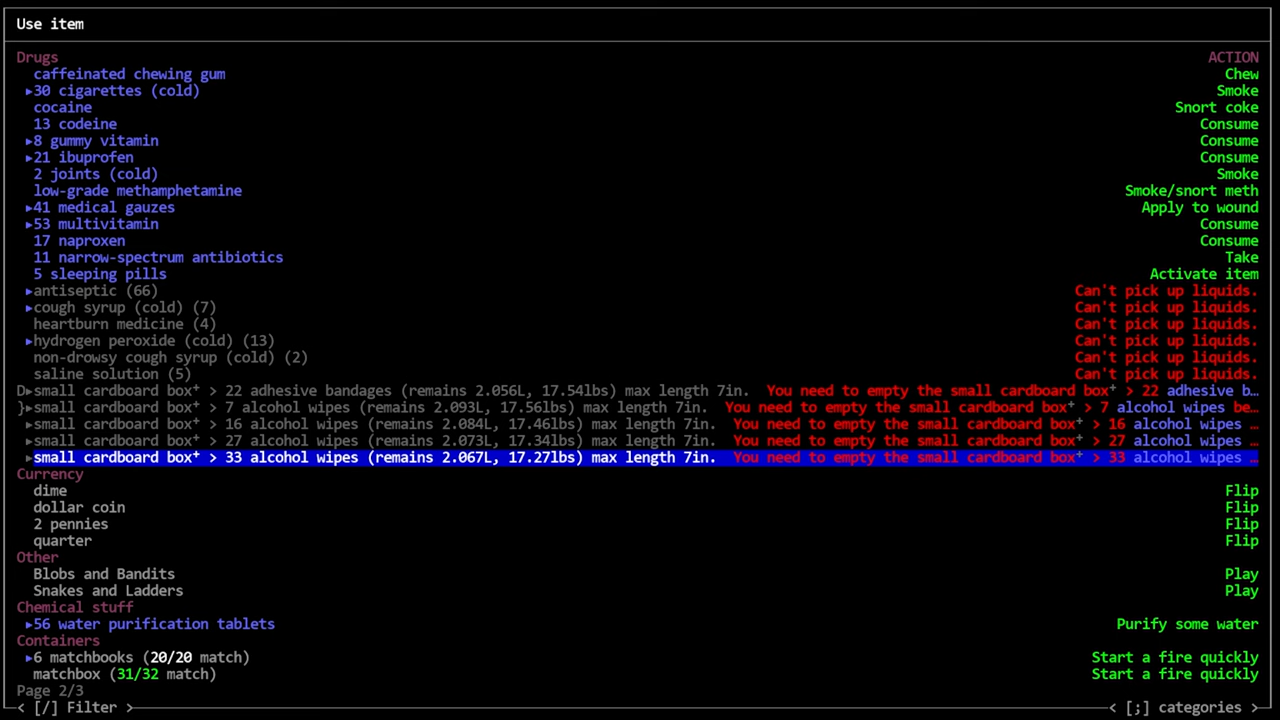 Use item
Drugs ACTION
caffeinated chewing gum Chew
▸30 cigarettes (cold) Smoke
cocaine Snort coke
13 codeine Consume
▸8 gummy vitamin Consume
▸21 ibuprofen Consume
2 joints (cold) Smoke
low-grade methamphetamine Smoke/snort meth
▸41 medical gauzes Apply to wound
▸53 multivitamin Consume
17 naproxen Consume
11 narrow-spectrum antibiotics Take
5 sleeping pills Activate item
▸antiseptic (66) Can't pick up liquids.
▸cough syrup (cold) (7) Can't pick up liquids.
heartburn medicine (4) Can't pick up liquids.
▸hydrogen peroxide (cold) (13) Can't pick up liquids.
non-drowsy cough syrup (cold) (2) Can't pick up liquids.
saline solution (5) Can't pick up liquids.
D▸small cardboard box⁺ > 22 adhesive bandages (remains 2.056L, 17.54lbs) max length 7in. You need to empty the small cardboard box⁺ > 22 adhesive b…
}▸small cardboard box⁺ > 7 alcohol wipes (remains 2.093L, 17.56lbs) max length 7in. You need to empty the small cardboard box⁺ > 7 alcohol wipes be…
▸small cardboard box⁺ > 16 alcohol wipes (remains 2.084L, 17.46lbs) max length 7in. You need to empty the small cardboard box⁺ > 16 alcohol wipes …
▸small cardboard box⁺ > 27 alcohol wipes (remains 2.073L, 17.34lbs) max length 7in. You need to empty the small cardboard box⁺ > 27 alcohol wipes …
▸small cardboard box⁺ > 33 alcohol wipes (remains 2.067L, 17.27lbs) max length 7in. You need to empty the small cardboard box⁺ > 33 alcohol wipes …
Currency
dime Flip
dollar coin Flip
2 pennies Flip
quarter Flip
Other
Blobs and Bandits Play
Snakes and Ladders Play
Chemical stuff
▸56 water purification tablets Purify some water
Containers
▸6 matchbooks (20/20 match) Start a fire quickly
matchbox (31/32 match) Start a fire quickly
Page 2/3
< [/] Filter > < [;] categories >